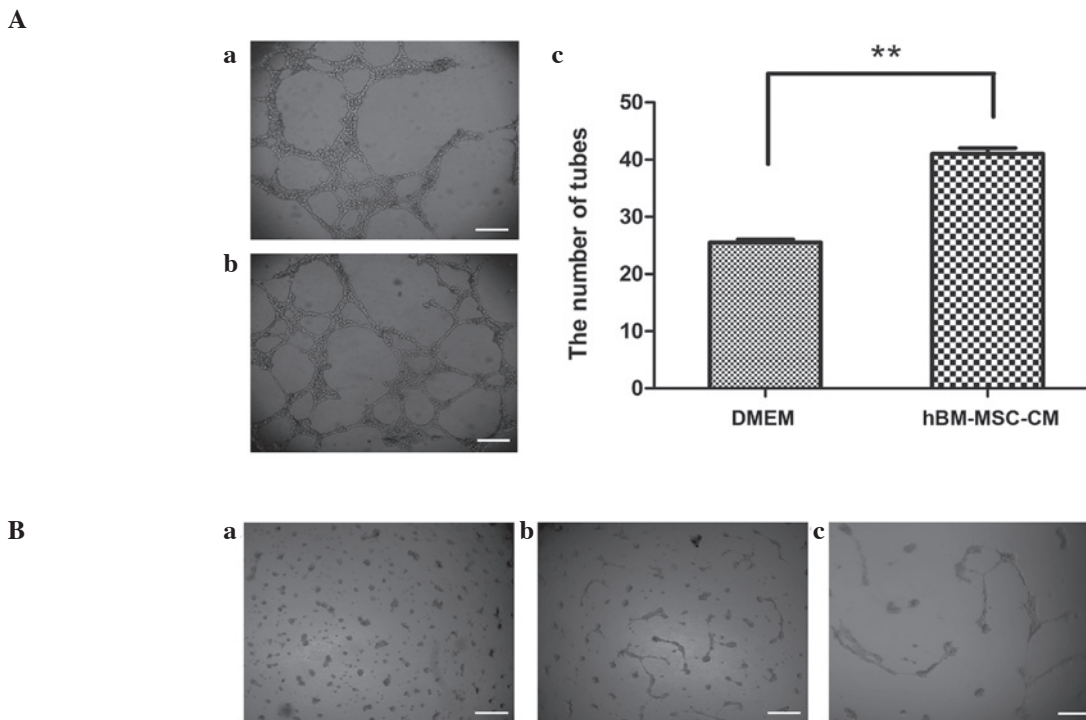 A
a
b
c
**
The number of tubes
50
40
30
20
10
0
DMEM
hBM-MSC-CM
B
a
b
c